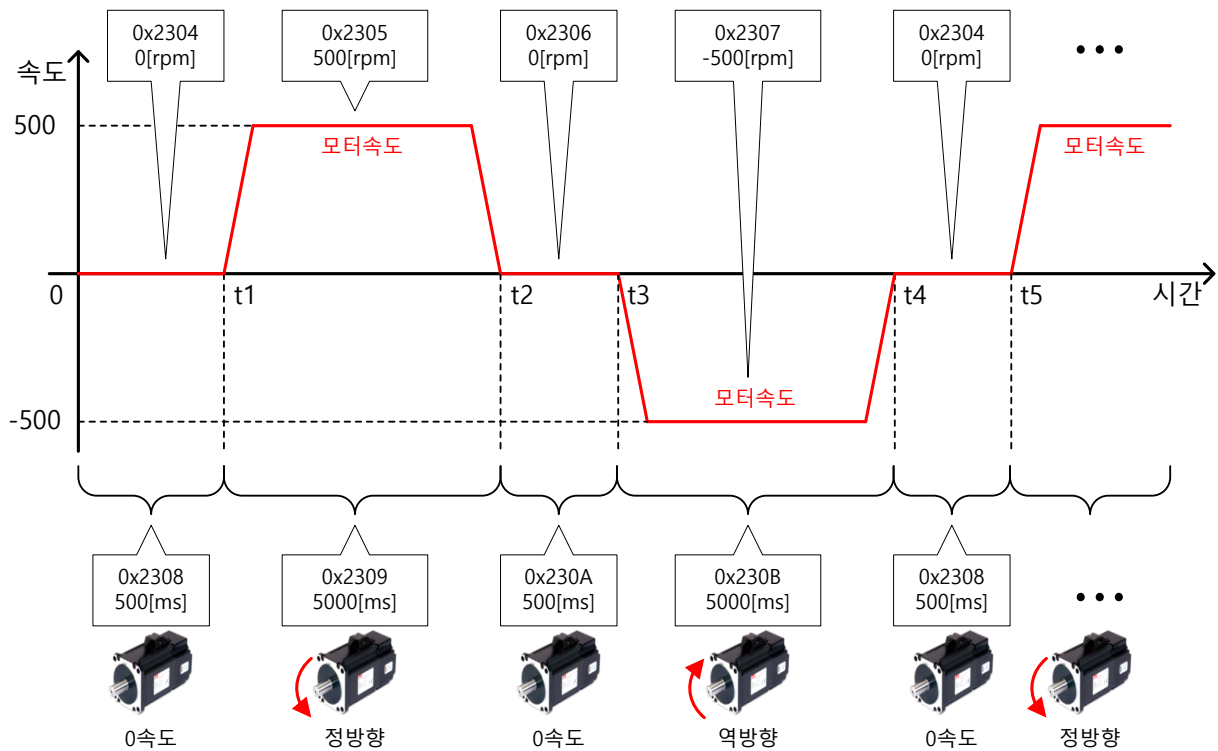 0x2304
0[rpm]
0x2305
500[rpm]
0x2306
0[rpm]
0x2307
-500[rpm]
0x2304
0[rpm]
•••
속도
500
모터속도
모터속도
0
t1
t2
t3
t4
t5
시간
모터속도
-500
0x2308
500[ms]
0x2309
5000[ms]
0x230A
500[ms]
0x230B
5000[ms]
0x2308
500[ms]
•••
0속도
정방향
0속도
역방향
0속도
정방향